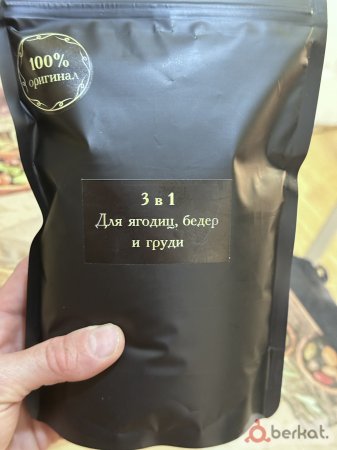 100%
оригинал
3 в 1
Для ягодиц, бедер
и груди
berkat.